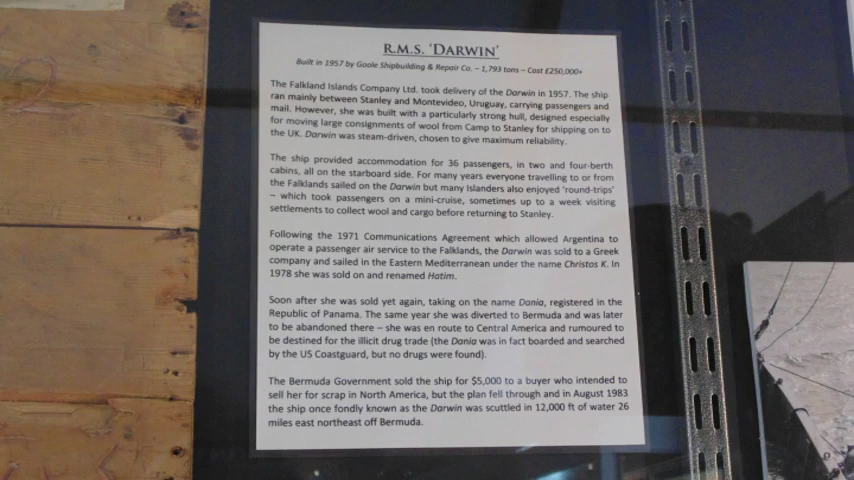 R.M.S. 'DARWIN'
Built in 1957 by Goole Shipbuilding & Repair Co. – 1,793 tons – Cost £250,000+
The Falkland Islands Company Ltd. took delivery of the Darwin in 1957. The ship
ran mainly between Stanley and Montevideo, Uruguay, carrying passengers and
mail. However, she was built with a particularly strong hull, designed especially
for moving large consignments of wool from Camp to Stanley for shipping on to
the UK. Darwin was steam-driven, chosen to give maximum reliability.
The ship provided accommodation for 36 passengers, in two and four-berth
cabins, all on the starboard side. For many years everyone travelling to or from
the Falklands sailed on the Darwin but many Islanders also enjoyed 'round-trips'
– which took passengers on a mini-cruise, sometimes up to a week visiting
settlements to collect wool and cargo before returning to Stanley.
Following the 1971 Communications Agreement which allowed Argentina to
operate a passenger air service to the Falklands, the Darwin was sold to a Greek
company and sailed in the Eastern Mediterranean under the name Christos K. In
1978 she was sold on and renamed Hatim.
Soon after she was sold yet again, taking on the name Dania, registered in the
Republic of Panama. The same year she was diverted to Bermuda and was later
to be abandoned there – she was en route to Central America and rumoured to
be destined for the illicit drug trade (the Dania was in fact boarded and searched
by the US Coastguard, but no drugs were found).
The Bermuda Government sold the ship for $5,000 to a buyer who intended to
sell her for scrap in North America, but the plan fell through and in August 1983
the ship once fondly known as the Darwin was scuttled in 12,000 ft of water 26
miles east northeast off Bermuda.